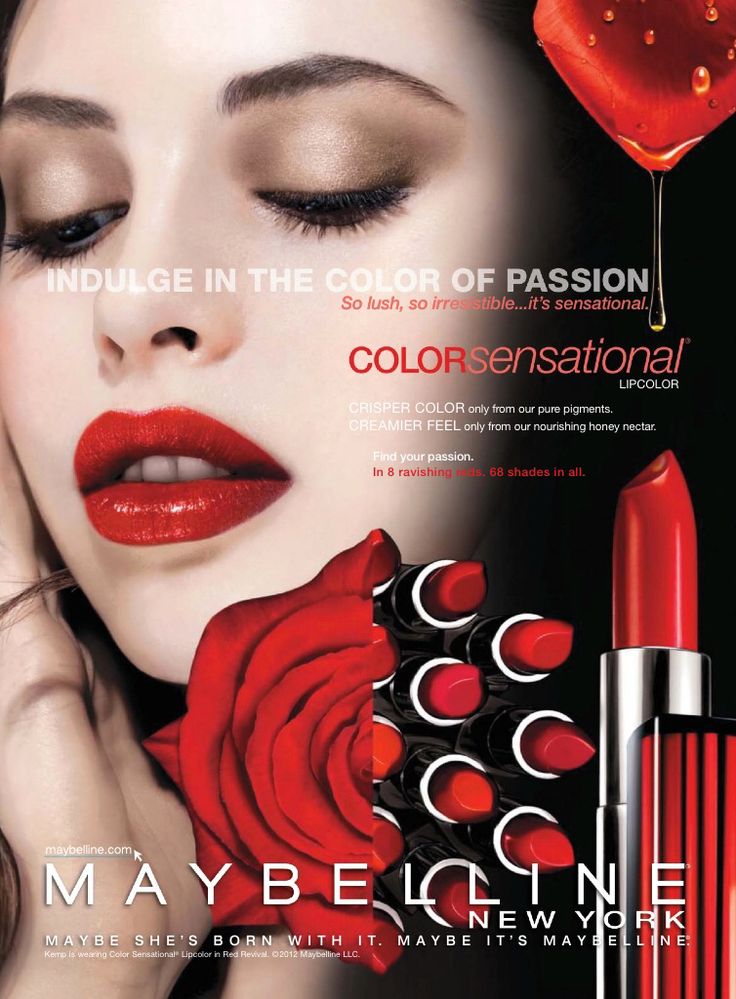 INDULGE IN THE COLOR OF PASSION
So lush, so irresistible...it's sensational.
COLORsensational®
LIPCOLOR
CRISPER COLOR only from our pure pigments.
CREAMIER FEEL only from our nourishing honey nectar.
Find your passion.
In 8 ravishing reds. 68 shades in all.
maybelline.com
MAYBELLINE®
NEW YORK
MAYBE SHE'S BORN WITH IT. MAYBE IT'S MAYBELLINE.®
Kemp is wearing Color Sensational® Lipcolor in Red Revival. ©2012 Maybelline LLC.